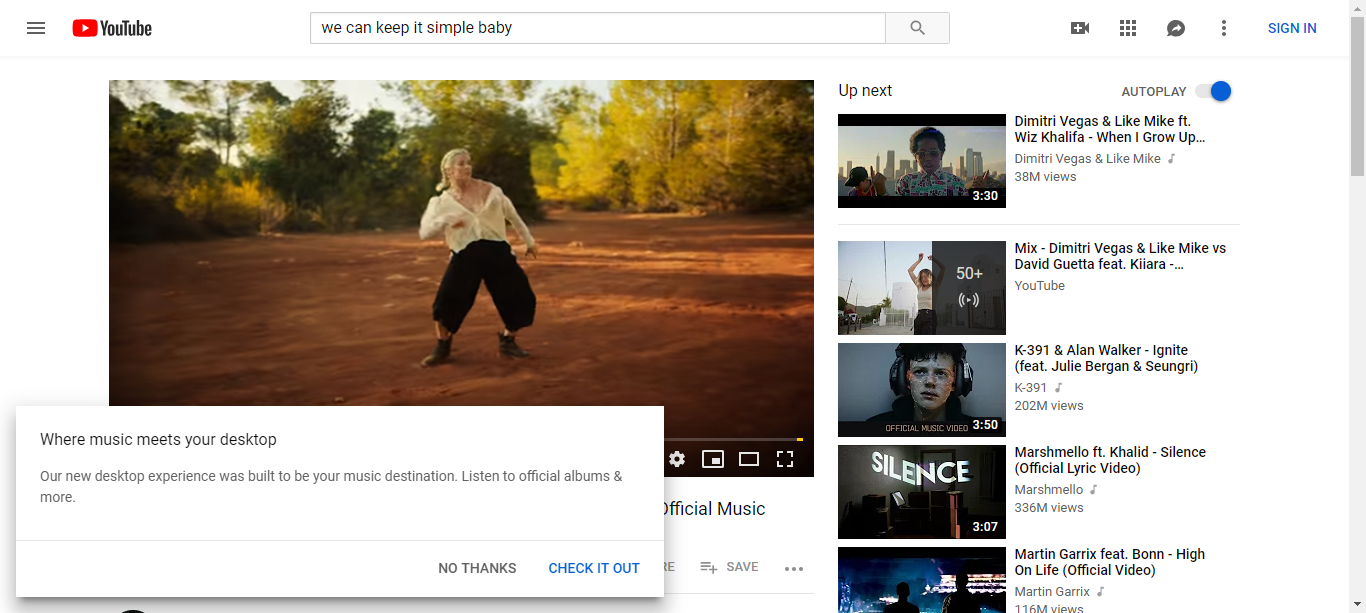 YouTube
we can keep it simple baby
SIGN IN
Up next
AUTOPLAY
Dimitri Vegas & Like Mike ft.
Wiz Khalifa - When I Grow Up...
Dimitri Vegas & Like Mike
38M views
3:30
Mix - Dimitri Vegas & Like Mike vs
David Guetta feat. Kiiara -...
YouTube
50+
K-391 & Alan Walker - Ignite
(feat. Julie Bergan & Seungri)
K-391
202M views
OFFICIAL MUSIC VIDEO
3:50
Marshmello ft. Khalid - Silence
(Official Lyric Video)
Marshmello
336M views
SILENCE
3:07
Martin Garrix feat. Bonn - High
On Life (Official Video)
Martin Garrix
116M views
Where music meets your desktop
Our new desktop experience was built to be your music destination. Listen to official albums &
more.
NO THANKS
CHECK IT OUT
Official Music
RE
SAVE